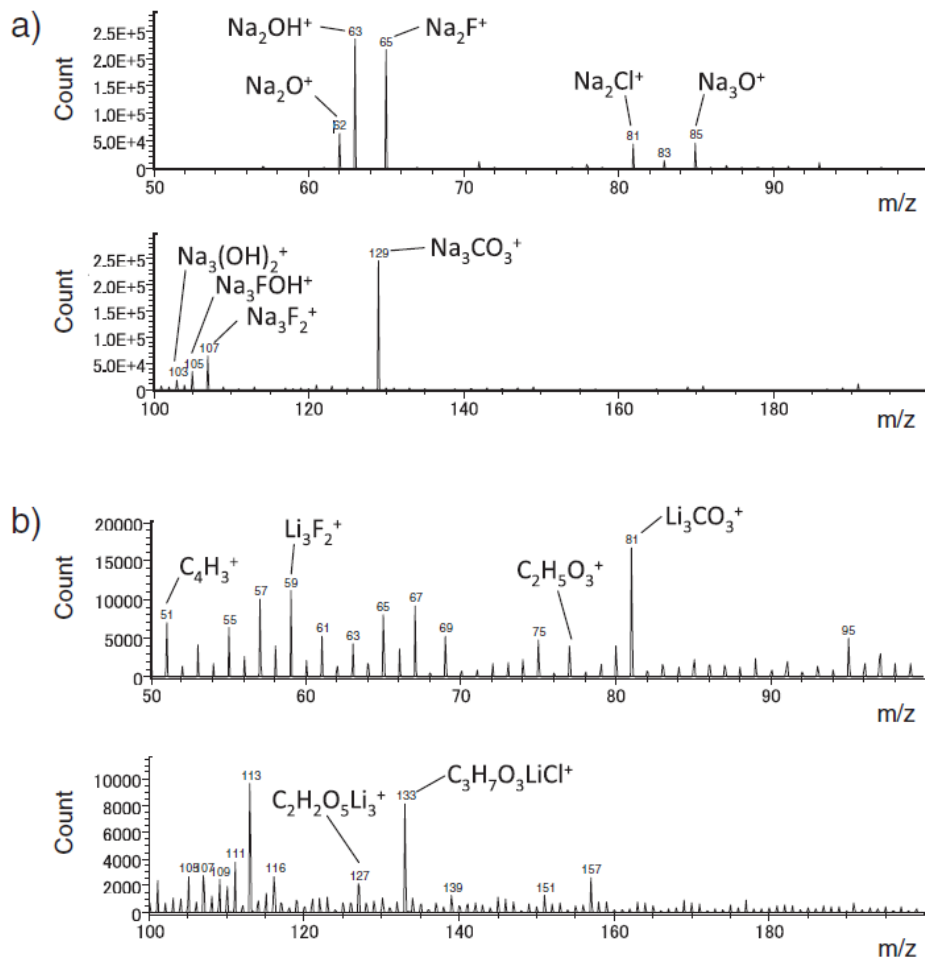 a)
Count
2.5E+5
2.0E+5
1.5E+5
1.0E+5
5.0E+4
0
Na₂OH⁺
63
65
Na₂F⁺
Na₂O⁺
62
Na₂Cl⁺
81
83
Na₃O⁺
85
50 60 70 80 90
m/z
Count
2.5E+5
2.0E+5
1.5E+5
1.0E+5
5.0E+4
0
Na₃(OH)₂⁺
Na₃FOH⁺
Na₃F₂⁺
103 105 107
129
Na₃CO₃⁺
100 120 140 160 180
m/z
b)
Count
20000
15000
10000
5000
0
C₄H₃⁺
Li₃F₂⁺
C₂H₅O₃⁺
Li₃CO₃⁺
51 55 57 59 61 63 65 67 69 75 81 95
50 60 70 80 90
m/z
Count
10000
8000
6000
4000
2000
0
C₂H₂O₅Li₃⁺
C₃H₇O₃LiCl⁺
105 107 109 111 113 116 127 133 139 151 157
100 120 140 160 180
m/z